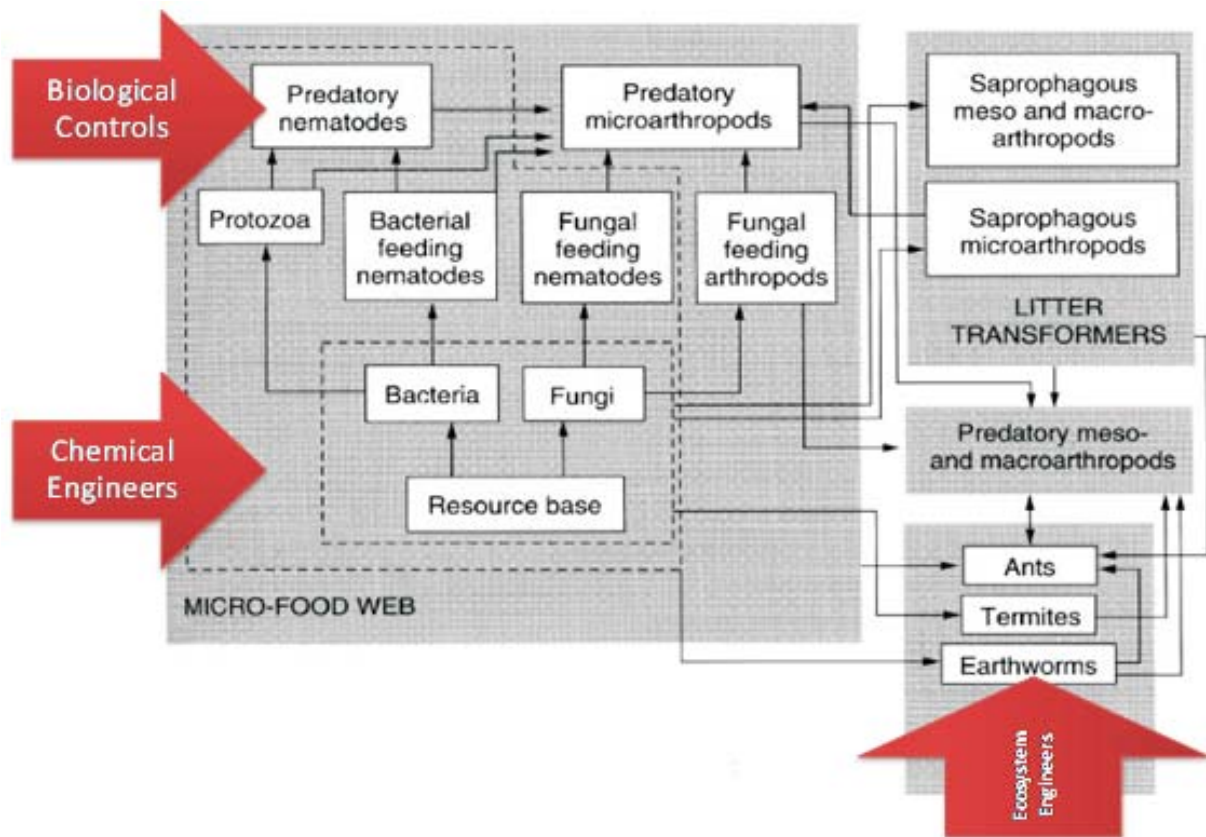 Biological
Controls
Predatory
nematodes
Predatory
microarthropods
Saprophagous
meso and macro-
arthropods
Protozoa
Bacterial
feeding
nematodes
Fungal
feeding
nematodes
Fungal
feeding
arthropods
Saprophagous
microarthropods
LITTER
TRANSFORMERS
Chemical
Engineers
Bacteria
Fungi
Resource base
Predatory meso-
and macroarthropods
MICRO-FOOD WEB
Ants
Termites
Earthworms
Ecosystem
Engineers